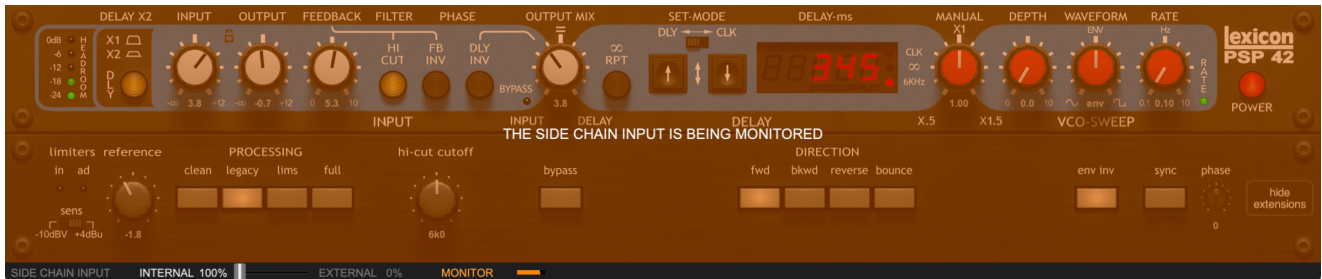 DELAY X2 INPUT OUTPUT FEEDBACK FILTER PHASE OUTPUT MIX SET-MODE DELAY-ms MANUAL DEPTH WAVEFORM RATE
DLY CLK X1 ENV Hz
0dB
-6
-12
-18
-24
HEADROOM
X1
X2
DLY
HI CUT
FB INV
DLY INV
∞
RPT
BYPASS
345.
CLK
∞
6KHz
RATE
lexicon
PSP 42
POWER
-∞ 3.8 +12 -∞ -0.7 +12 0 5.3 10 3.8 1.00 0 0.0 10 env 0.1 0.10 10
INPUT INPUT DELAY DELAY X.5 X1.5 VCO-SWEEP
THE SIDE CHAIN INPUT IS BEING MONITORED
limiters reference PROCESSING hi-cut cutoff DIRECTION
in ad clean legacy lims full bypass fwd bkwd reverse bounce env inv sync phase
hide
extensions
sens
-10dBV +4dBu -1.8 6k0 0
SIDE CHAIN INPUT INTERNAL 100% EXTERNAL 0% MONITOR